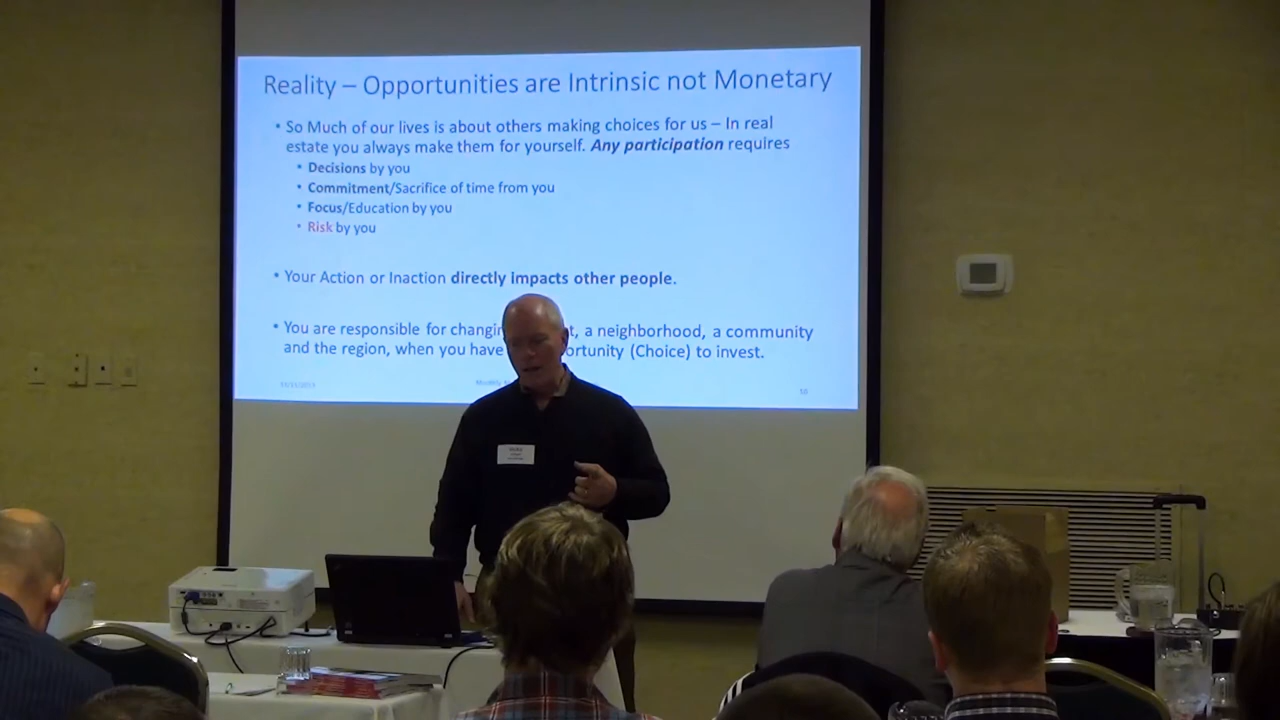 Reality – Opportunities are Intrinsic not Monetary
• So Much of our lives is about others making choices for us – In real
estate you always make them for yourself. Any participation requires
• Decisions by you
• Commitment/Sacrifice of time from you
• Focus/Education by you
• Risk by you
• Your Action or Inaction directly impacts other people.
• You are responsible for changin t, a neighborhood, a community
and the region, when you have ortunity (Choice) to invest.